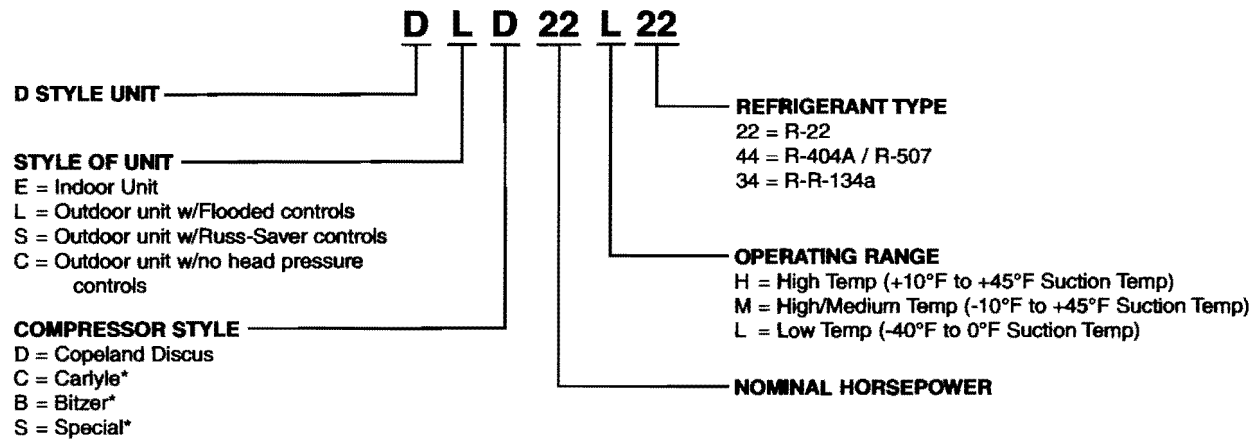 D L D 22 L 22
D STYLE UNIT
STYLE OF UNIT
E = Indoor Unit
L = Outdoor unit w/Flooded controls
S = Outdoor unit w/Russ-Saver controls
C = Outdoor unit w/no head pressure
controls
COMPRESSOR STYLE
D = Copeland Discus
C = Carlyle*
B = Bitzer*
S = Special*
REFRIGERANT TYPE
22 = R-22
44 = R-404A / R-507
34 = R-R-134a
OPERATING RANGE
H = High Temp (+10°F to +45°F Suction Temp)
M = High/Medium Temp (-10°F to +45°F Suction Temp)
L = Low Temp (-40°F to 0°F Suction Temp)
NOMINAL HORSEPOWER